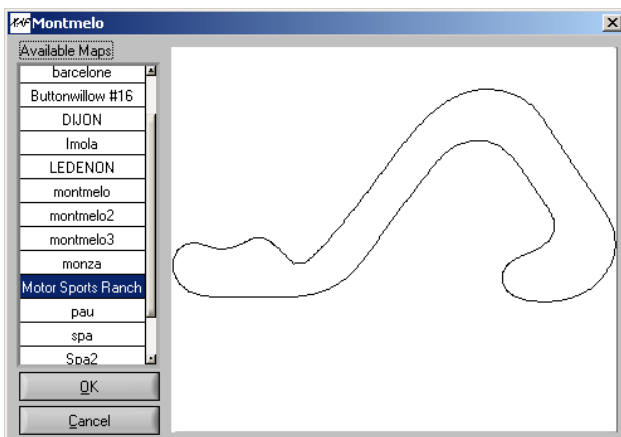 Montmelo
Available Maps
barcelone
Buttonwillow #16
DIJON
Imola
LEDENON
montmelo
montmelo2
montmelo3
monza
Motor Sports Ranch
pau
spa
Spa2
OK
Cancel